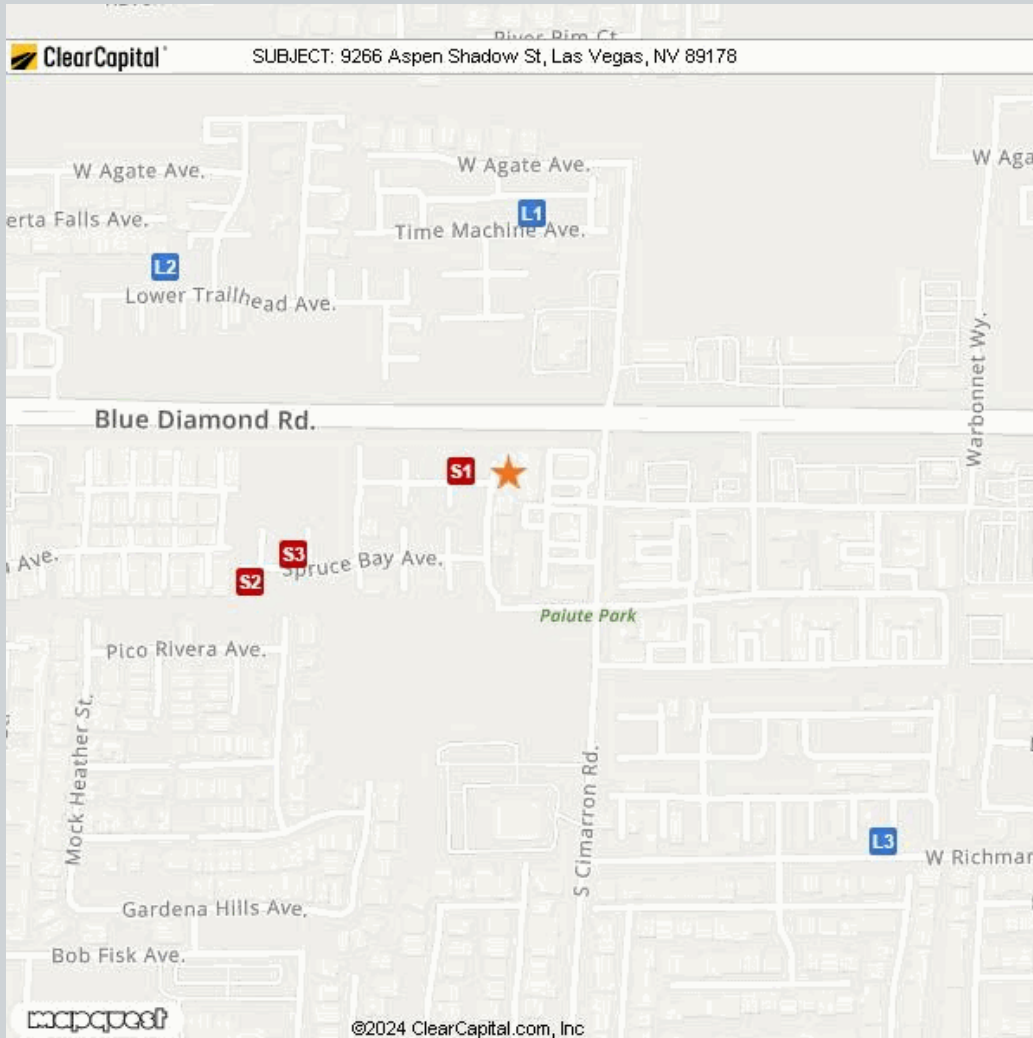 River Rim Ct.
ClearCapital
SUBJECT: 9266 Aspen Shadow St, Las Vegas, NV 89178
W Agate Ave.
W Agate Ave.
W Aga
L1
erta Falls Ave.
Time Machine Ave.
L2
Lower Trailhead Ave.
Warbonnet Wy.
Blue Diamond Rd.
S1
S3
Ave.
Spruce Bay Ave.
S2
Paiute Park
Pico Rivera Ave.
Mock Heather St.
S Cimarron Rd.
L3
W Richmar
Gardena Hills Ave.
Bob Fisk Ave.
mapquest
©2024 ClearCapital.com, Inc